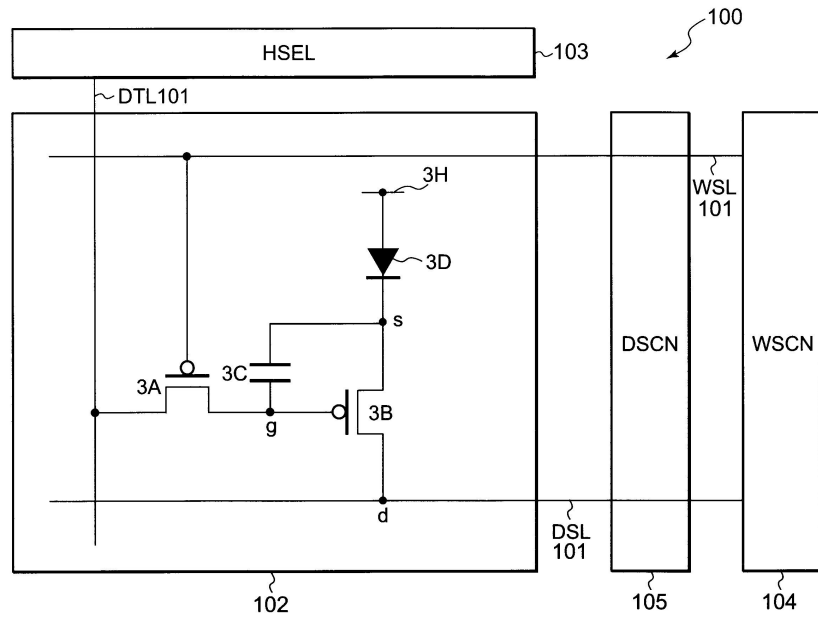 100
HSEL
103
DTL101
3H
WSL
101
3D
s
DSCN
WSCN
3C
3A
3B
g
d
DSL
101
102
105
104